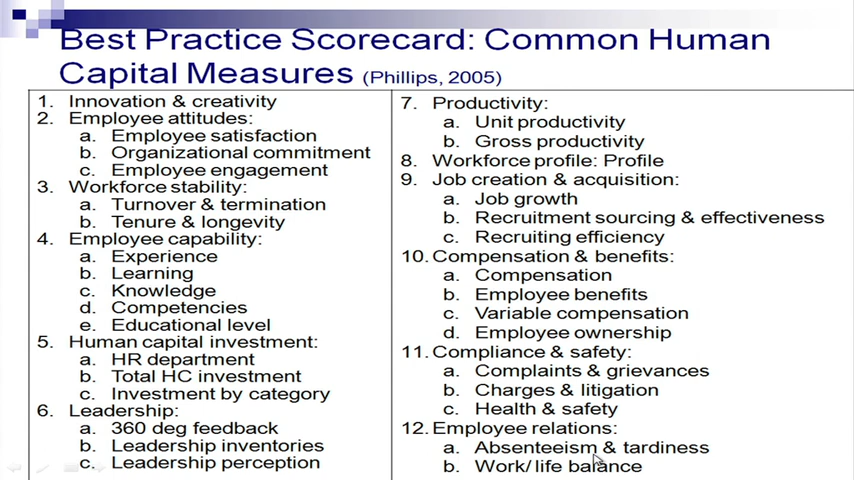 Best Practice Scorecard: Common Human
Capital Measures (Phillips, 2005)
1. Innovation & creativity
2. Employee attitudes:
a. Employee satisfaction
b. Organizational commitment
c. Employee engagement
3. Workforce stability:
a. Turnover & termination
b. Tenure & longevity
4. Employee capability:
a. Experience
b. Learning
c. Knowledge
d. Competencies
e. Educational level
5. Human capital investment:
a. HR department
b. Total HC investment
c. Investment by category
6. Leadership:
a. 360 deg feedback
b. Leadership inventories
c. Leadership perception
7. Productivity:
a. Unit productivity
b. Gross productivity
8. Workforce profile: Profile
9. Job creation & acquisition:
a. Job growth
b. Recruitment sourcing & effectiveness
c. Recruiting efficiency
10. Compensation & benefits:
a. Compensation
b. Employee benefits
c. Variable compensation
d. Employee ownership
11. Compliance & safety:
a. Complaints & grievances
b. Charges & litigation
c. Health & safety
12. Employee relations:
a. Absenteeism & tardiness
b. Work/ life balance